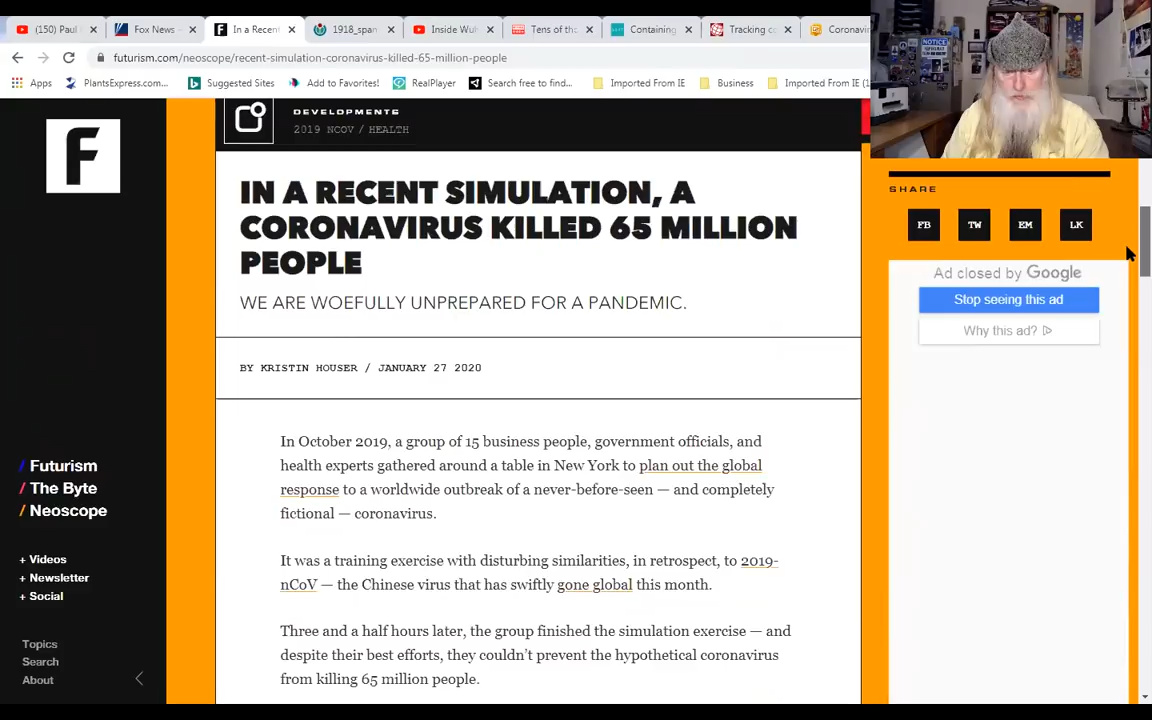 (150) Paul
Fox News –
In a Recent
1918_span
Inside Wuh
Tens of tho
Containing
Tracking co
Coronavir
futurism.com/neoscope/recent-simulation-coronavirus-killed-65-million-people
Apps
PlantsExpress.com...
Suggested Sites
Add to Favorites!
RealPlayer
Search free to find...
Imported From IE
Business
Imported From IE (1
NOTICE
DEVELOPMENTS
2019 NCOV / HEALTH
F
IN A RECENT SIMULATION, A
CORONAVIRUS KILLED 65 MILLION
PEOPLE
WE ARE WOEFULLY UNPREPARED FOR A PANDEMIC.
BY KRISTIN HOUSER / JANUARY 27 2020
In October 2019, a group of 15 business people, government officials, and
health experts gathered around a table in New York to plan out the global
response to a worldwide outbreak of a never-before-seen — and completely
fictional — coronavirus.
It was a training exercise with disturbing similarities, in retrospect, to 2019-
nCoV — the Chinese virus that has swiftly gone global this month.
Three and a half hours later, the group finished the simulation exercise — and
despite their best efforts, they couldn't prevent the hypothetical coronavirus
from killing 65 million people.
/ Futurism
/ The Byte
/ Neoscope
+ Videos
+ Newsletter
+ Social
Topics
Search
About
SHARE
FB
TW
EM
LK
Ad closed by Google
Stop seeing this ad
Why this ad?